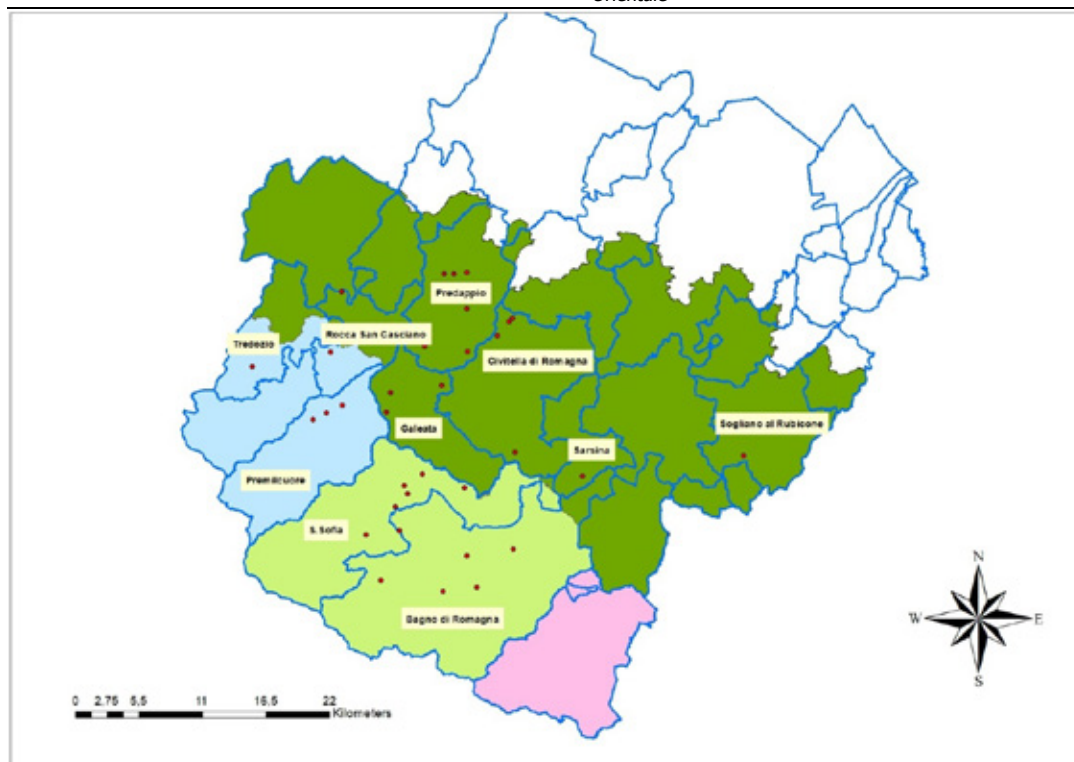 orientale
Predappio
Rocca San Casciano
Tredozio
Civitella di Romagna
Galeata
Sogliano al Rubicone
Sarsina
Premilcuore
S.Sofia
Bagno di Romagna
N
W E
S
0 2,75 5,5 11 16,5 22
Kilometers